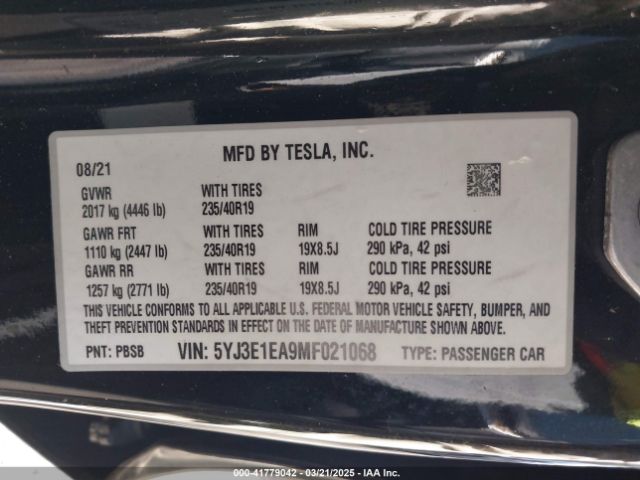 MFD BY TESLA, INC.
08/21
GVWR WITH TIRES
2017 kg (4446 lb) 235/40R19
GAWR FRT WITH TIRES RIM COLD TIRE PRESSURE
1110 kg (2447 lb) 235/40R19 19X8.5J 290 kPa, 42 psi
GAWR RR WITH TIRES RIM COLD TIRE PRESSURE
1257 kg (2771 lb) 235/40R19 19X8.5J 290 kPa, 42 psi
THIS VEHICLE CONFORMS TO ALL APPLICABLE U.S. FEDERAL MOTOR VEHICLE SAFETY, BUMPER, AND
THEFT PREVENTION STANDARDS IN EFFECT ON THE DATE OF MANUFACTURE SHOWN ABOVE.
PNT: PBSB VIN: 5YJ3E1EA9MF021068 TYPE: PASSENGER CAR
000-41779042 — 03/21/2025 - IAA Inc.